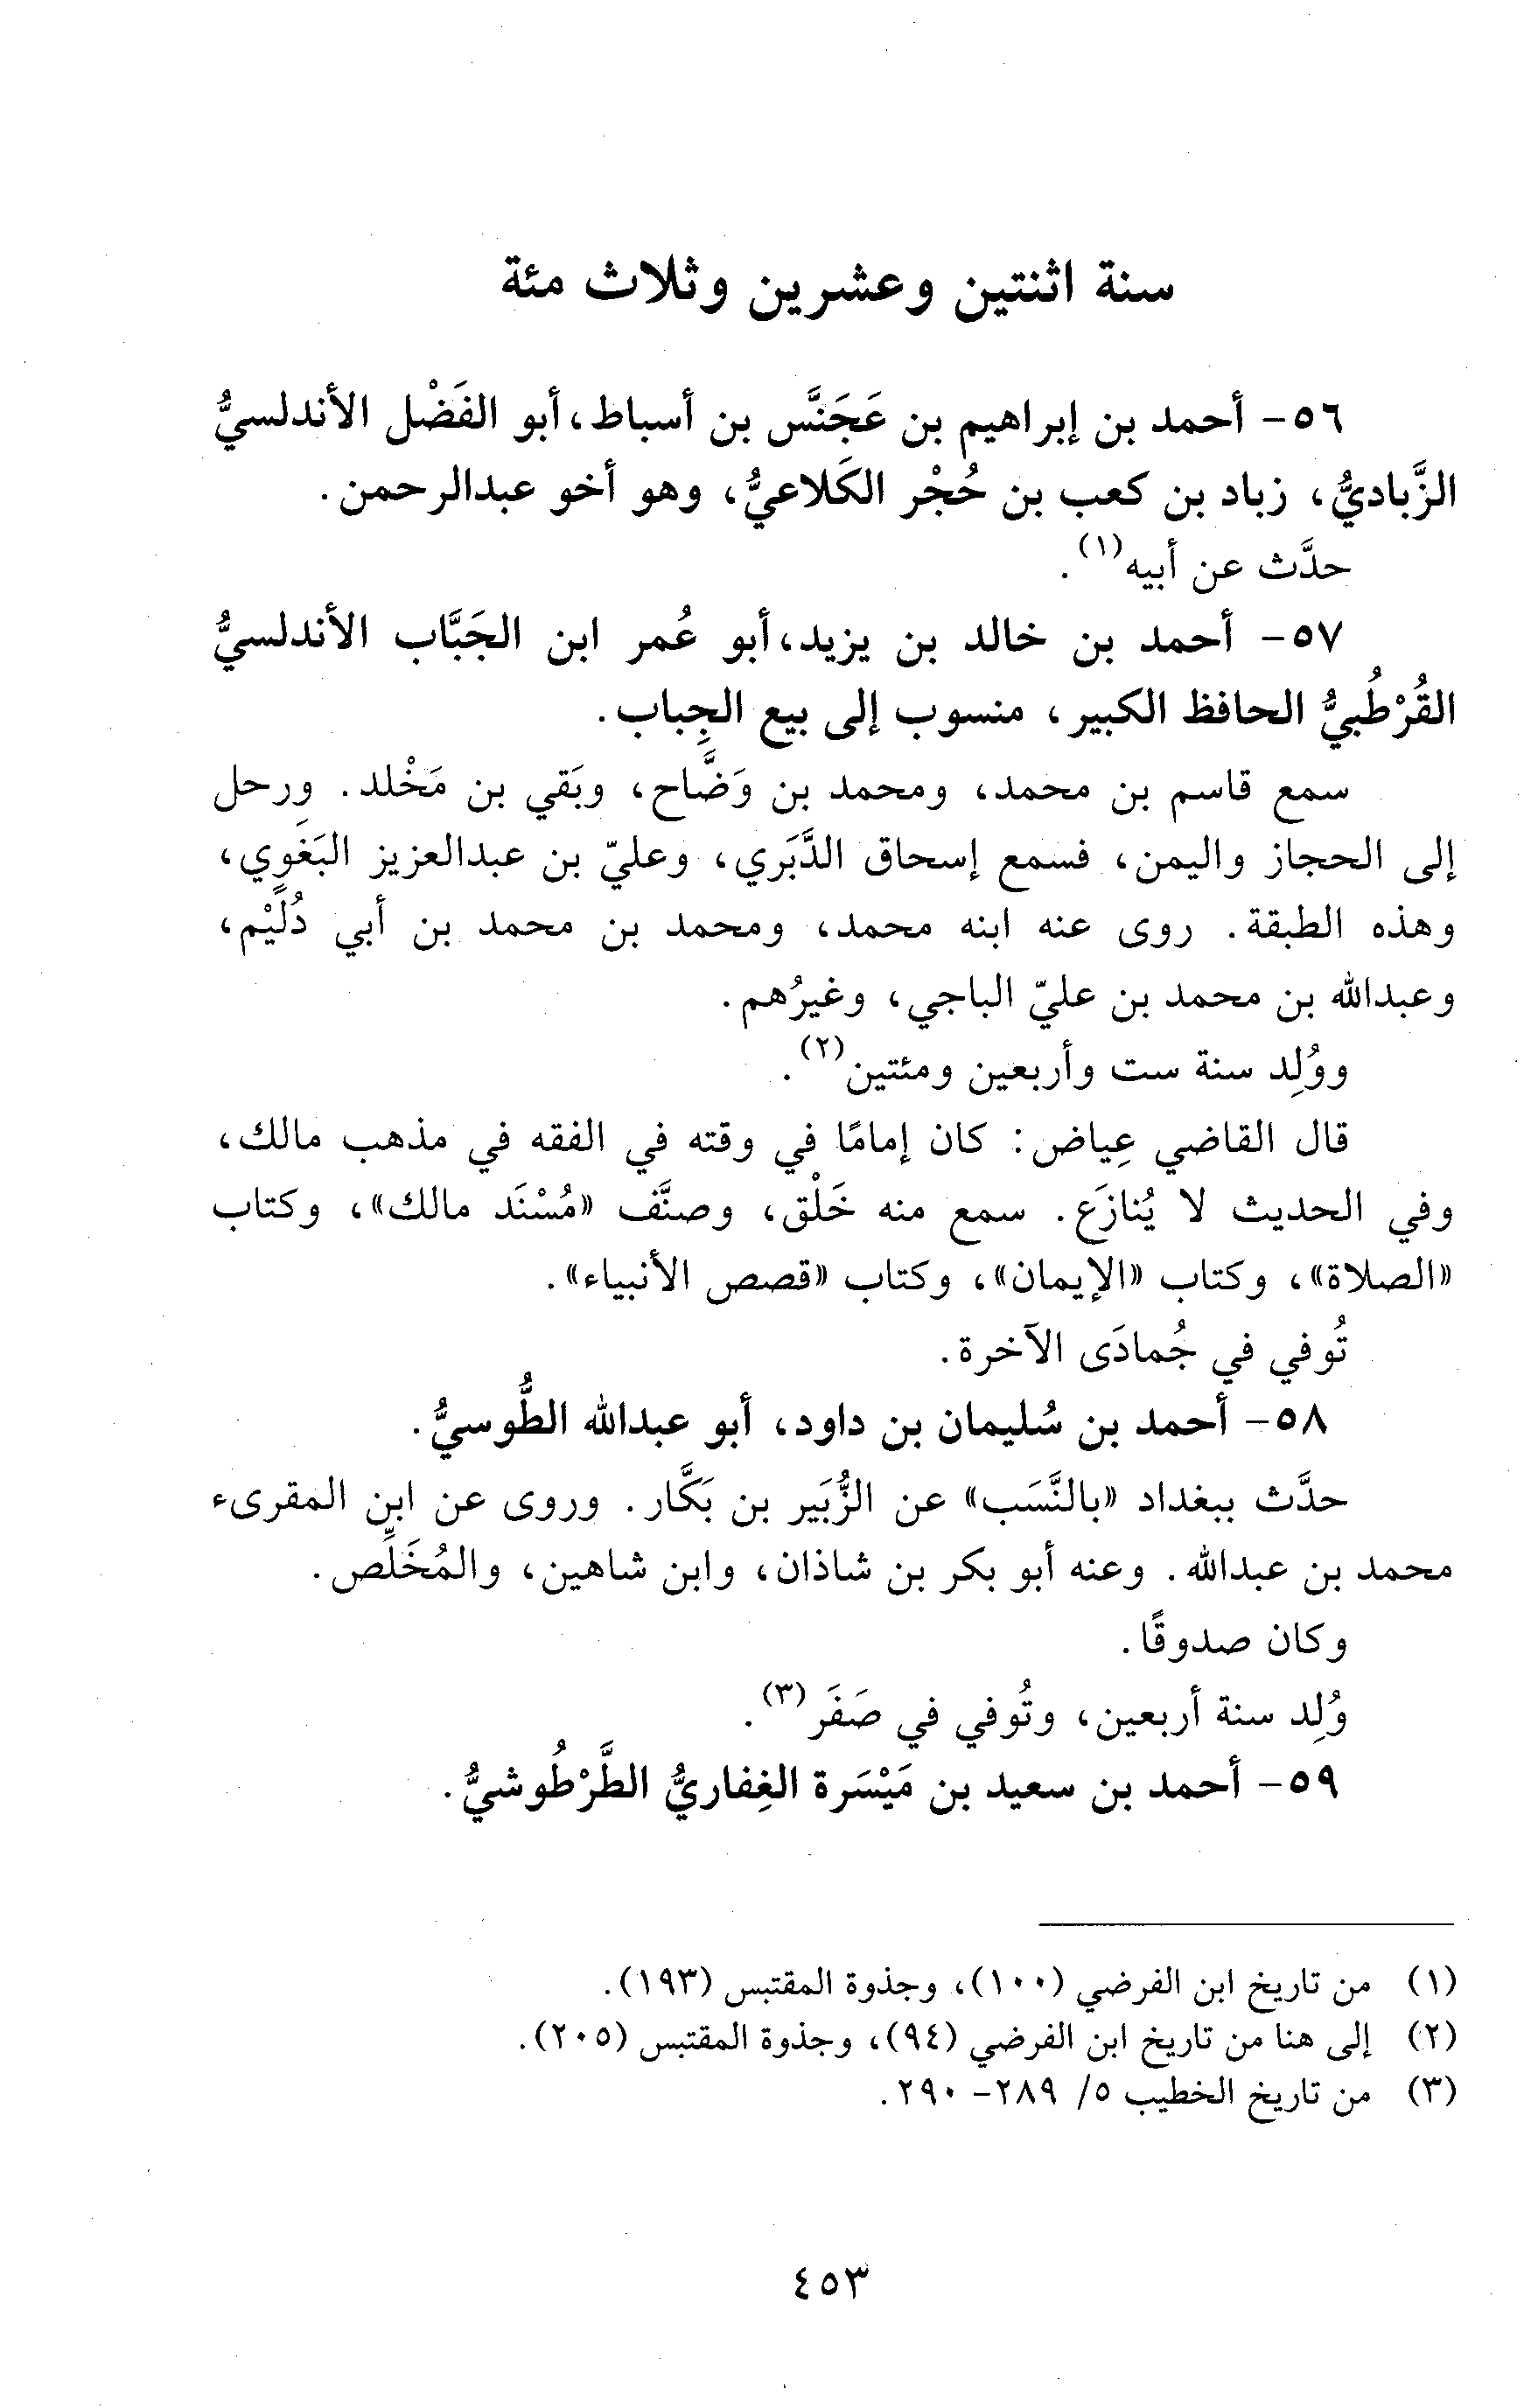 سنة اثنتين وعشرين وثلاث مئة
٥٦- أحمد بن إبراهيم بن عَجَنَّس بن أسباط، أبو الفَضْل الأندلسيُّ
الزَّباديُّ، زباد بن كعب بن حُجْر الكَلاعيُّ، وهو أخو عبدالرحمن.
حدَّث عن أبيه(١).
٥٧- أحمد بن خالد بن يزيد، أبو عُمر ابن الجَبَّاب الأندلسيُّ
القُرْطُبيُّ الحافظ الكبير، منسوب إلى بيع الجِباب.
سمع قاسم بن محمد، ومحمد بن وَضَّاح، وبَقي بن مَخْلد. ورحل
إلى الحجاز واليمن، فسمع إسحاق الدَّبَري، وعليّ بن عبدالعزيز البَغَوِي،
وهذه الطبقة. روى عنه ابنه محمد، ومحمد بن محمد بن أبي دُلَيْم،
وعبدالله بن محمد بن عليّ الباجي، وغيرُهم.
ووُلِد سنة ست وأربعين ومئتين(٢).
قال القاضي عِياض: كان إمامًا في وقته في الفقه في مذهب مالك،
وفي الحديث لا يُنازَع. سمع منه خَلْق، وصنَّف «مُسْنَد مالك»، وكتاب
«الصلاة»، وكتاب «الإيمان»، وكتاب «قصص الأنبياء».
تُوفي في جُمادَى الآخرة.
٥٨- أحمد بن سُليمان بن داود، أبو عبدالله الطُّوسيُّ.
حدَّث ببغداد «بالنَّسَب» عن الزُّبَير بن بَكَّار. وروى عن ابن المقرىء
محمد بن عبدالله. وعنه أبو بكر بن شاذان، وابن شاهين، والمُخَلِّص.
وكان صدوقًا.
وُلِد سنة أربعين، وتُوفي في صَفَر(٣).
٥٩- أحمد بن سعيد بن مَيْسَرة الغِفاريُّ الطَّرْطُوشيُّ.
(١) من تاريخ ابن الفرضي (١٠٠)، وجذوة المقتبس (١٩٣).
(٢) إلى هنا من تاريخ ابن الفرضي (٩٤)، وجذوة المقتبس (٢٠٥).
(٣) من تاريخ الخطيب ٥/ ٢٨٩- ٢٩٠.
٤٥٣